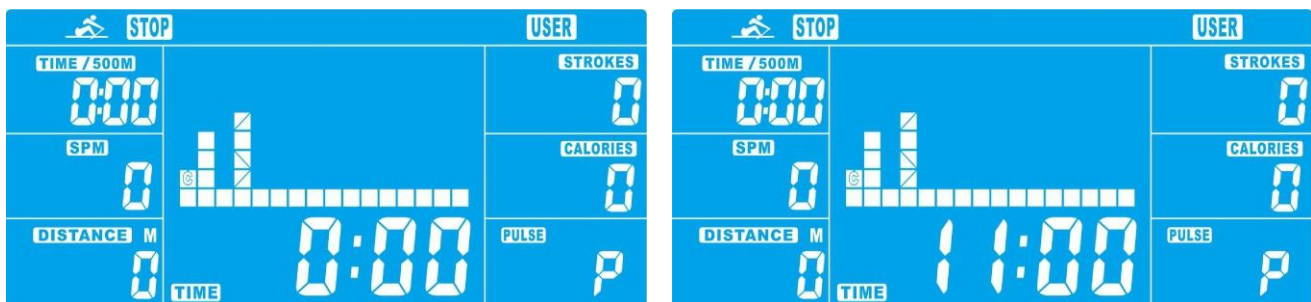 STOP USER
TIME/500M
0:00
STROKES
0
SPM
0
CALORIES
0
C
DISTANCE M
0
TIME
0:00
PULSE
P
STOP USER
TIME/500M
0:00
STROKES
0
SPM
0
CALORIES
0
C
DISTANCE M
0
TIME
11:00
PULSE
P